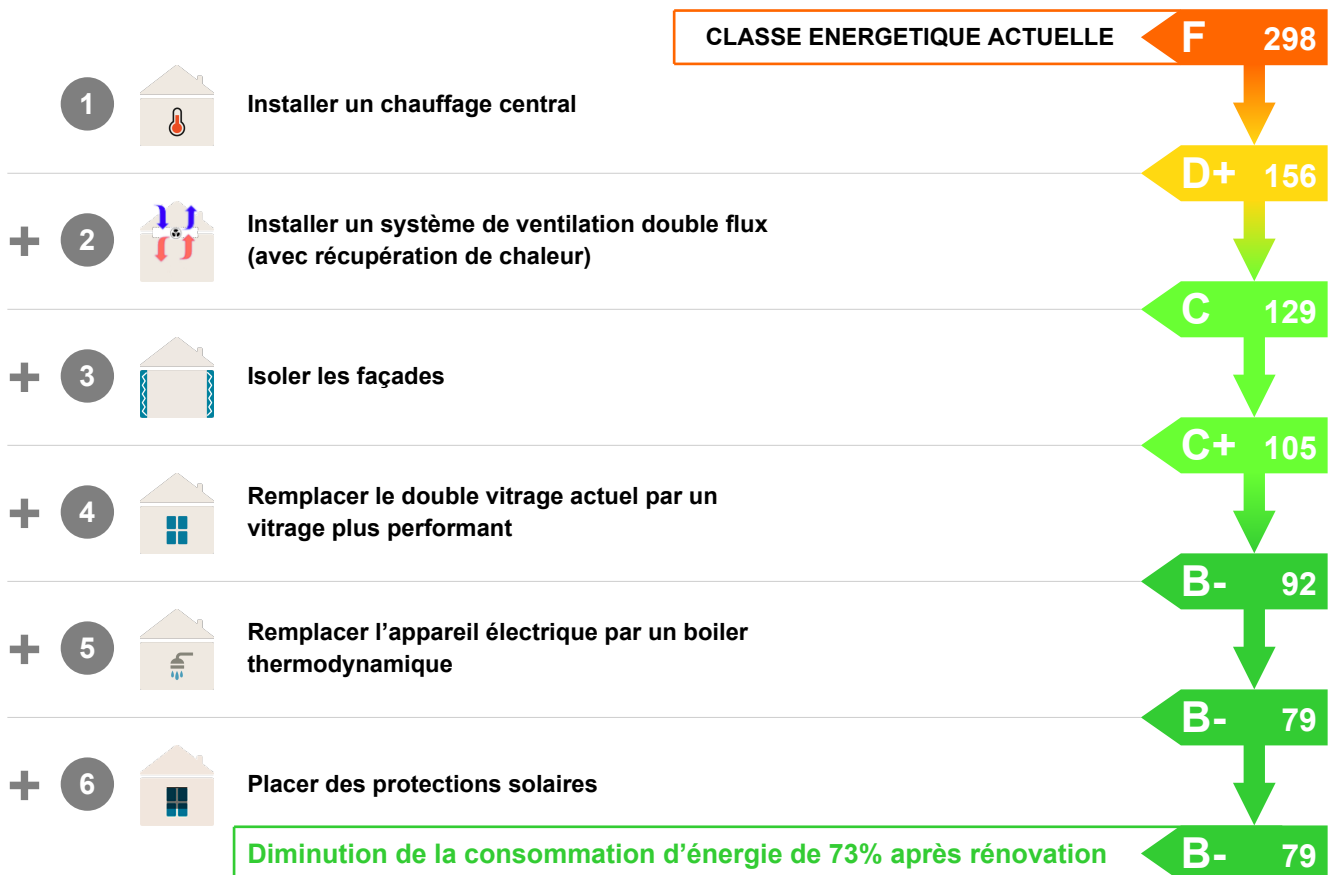 CLASSE ENERGETIQUE ACTUELLE F 298
1 Installer un chauffage central
D+ 156
+ 2 Installer un système de ventilation double flux
(avec récupération de chaleur)
C 129
+ 3 Isoler les façades
C+ 105
+ 4 Remplacer le double vitrage actuel par un
vitrage plus performant
B- 92
+ 5 Remplacer l’appareil électrique par un boiler
thermodynamique
B- 79
+ 6 Placer des protections solaires
Diminution de la consommation d’énergie de 73% après rénovation B- 79